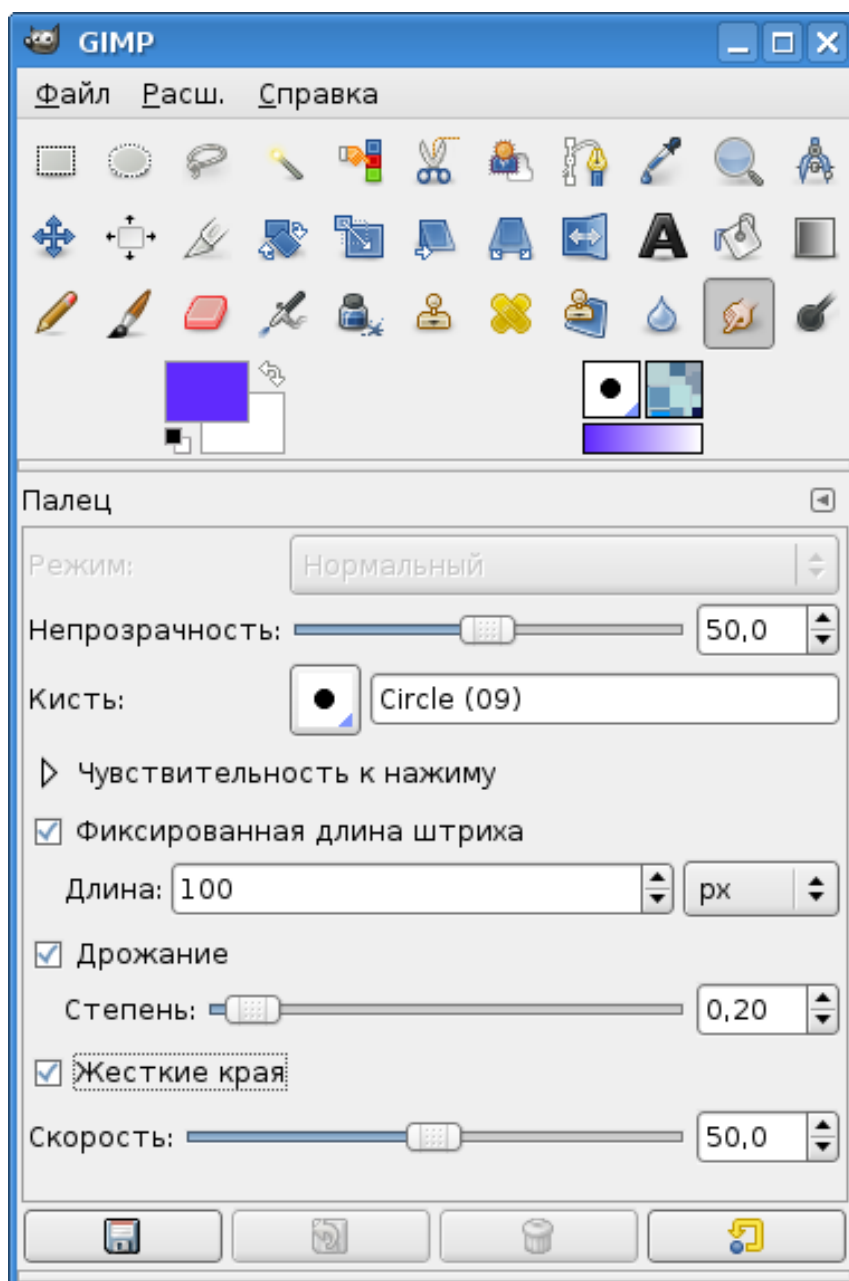 GIMP
Файл Расш. Справка
Палец
Режим: Нормальный
Непрозрачность: 50,0
Кисть: Circle (09)
Чувствительность к нажиму
Фиксированная длина штриха
Длина: 100 px
Дрожание
Степень: 0,20
Жесткие края
Скорость: 50,0